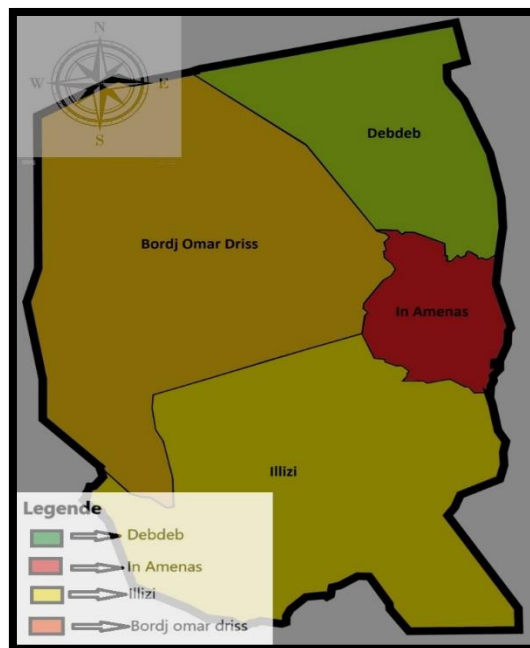 N
W E
S
Debdeb
Bordj Omar Driss
In Amenas
Illizi
Legende
Debdeb
In Amenas
Illizi
Bordj omar driss